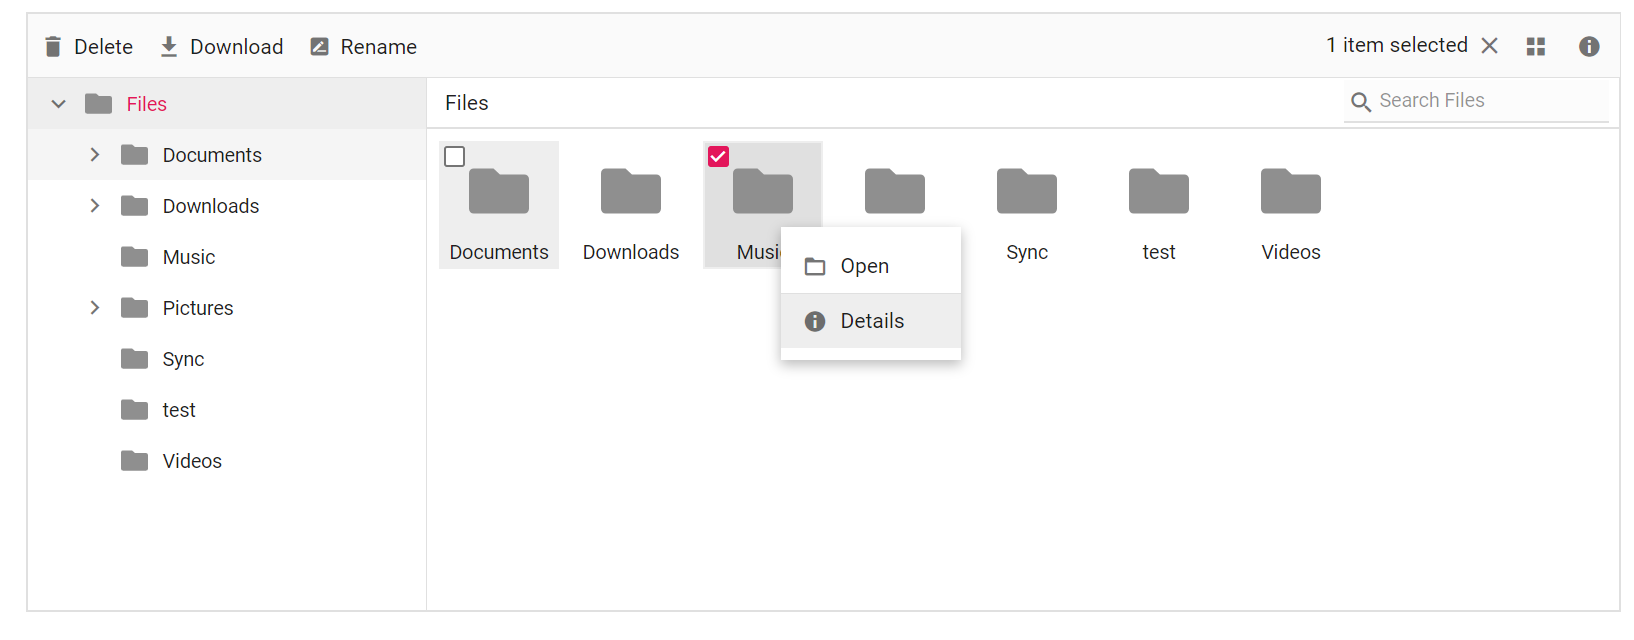 Delete Download Rename 1 item selected
Files
Documents
Downloads
Music
Pictures
Sync
test
Videos
Files Search Files
Documents Downloads Sync test Videos
Open
Details